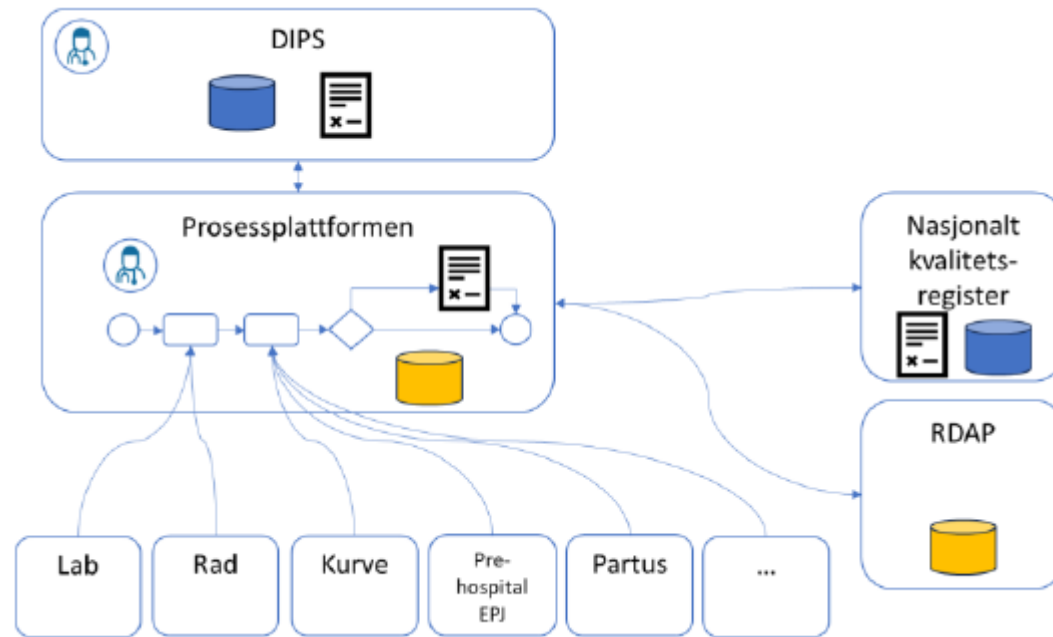 DIPS
Prosessplattformen
Nasjonalt
kvalitets-
register
RDAP
Lab
Rad
Kurve
Pre-
hospital
EPJ
Partus
...